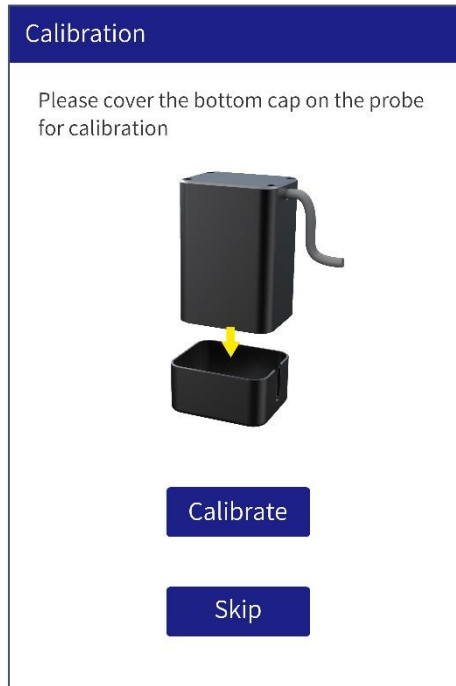 Calibration
Please cover the bottom cap on the probe
for calibration
Calibrate
Skip